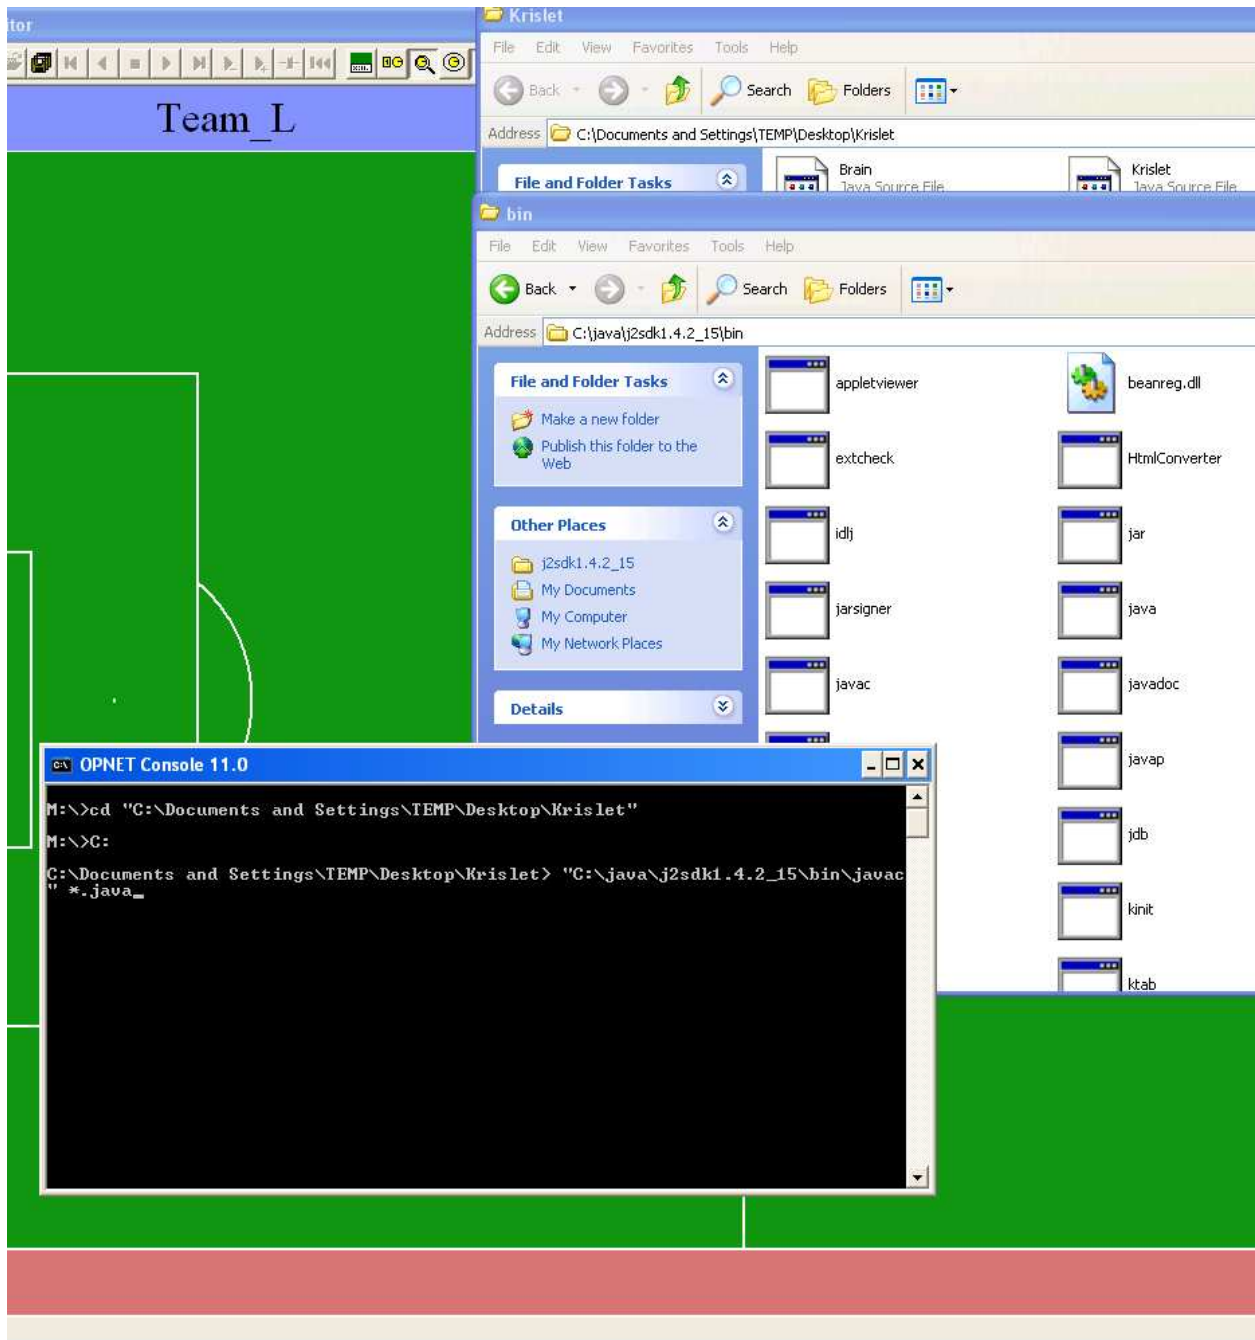 itor
Team_L
Krislet
File Edit View Favorites Tools Help
Back Search Folders
Address C:\Documents and Settings\TEMP\Desktop\Krislet
File and Folder Tasks
Brain
Java Source File
Krislet
Java Source File
bin
File Edit View Favorites Tools Help
Back Search Folders
Address C:\java\j2sdk1.4.2_15\bin
File and Folder Tasks
Make a new folder
Publish this folder to the
Web
Other Places
j2sdk1.4.2_15
My Documents
My Computer
My Network Places
Details
appletviewer
beanreg.dll
extcheck
HtmlConverter
idlj
jar
jarsigner
java
javac
javadoc
javap
jdb
kinit
ktab
OPNET Console 11.0
M:\>cd "C:\Documents and Settings\TEMP\Desktop\Krislet"
M:\>C:
C:\Documents and Settings\TEMP\Desktop\Krislet> "C:\java\j2sdk1.4.2_15\bin\javac
" *.java_